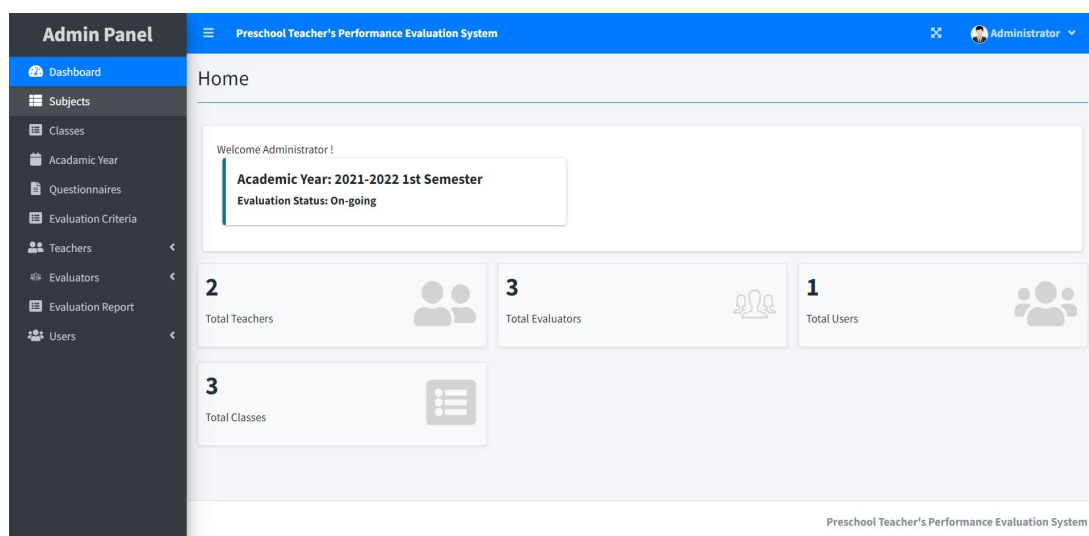 Admin Panel
Preschool Teacher's Performance Evaluation System
Administrator
Dashboard
Subjects
Classes
Acadamic Year
Questionnaires
Evaluation Criteria
Teachers
Evaluators
Evaluation Report
Users
Home
Welcome Administrator !
Academic Year: 2021-2022 1st Semester
Evaluation Status: On-going
2
Total Teachers
3
Total Evaluators
1
Total Users
3
Total Classes
Preschool Teacher's Performance Evaluation System